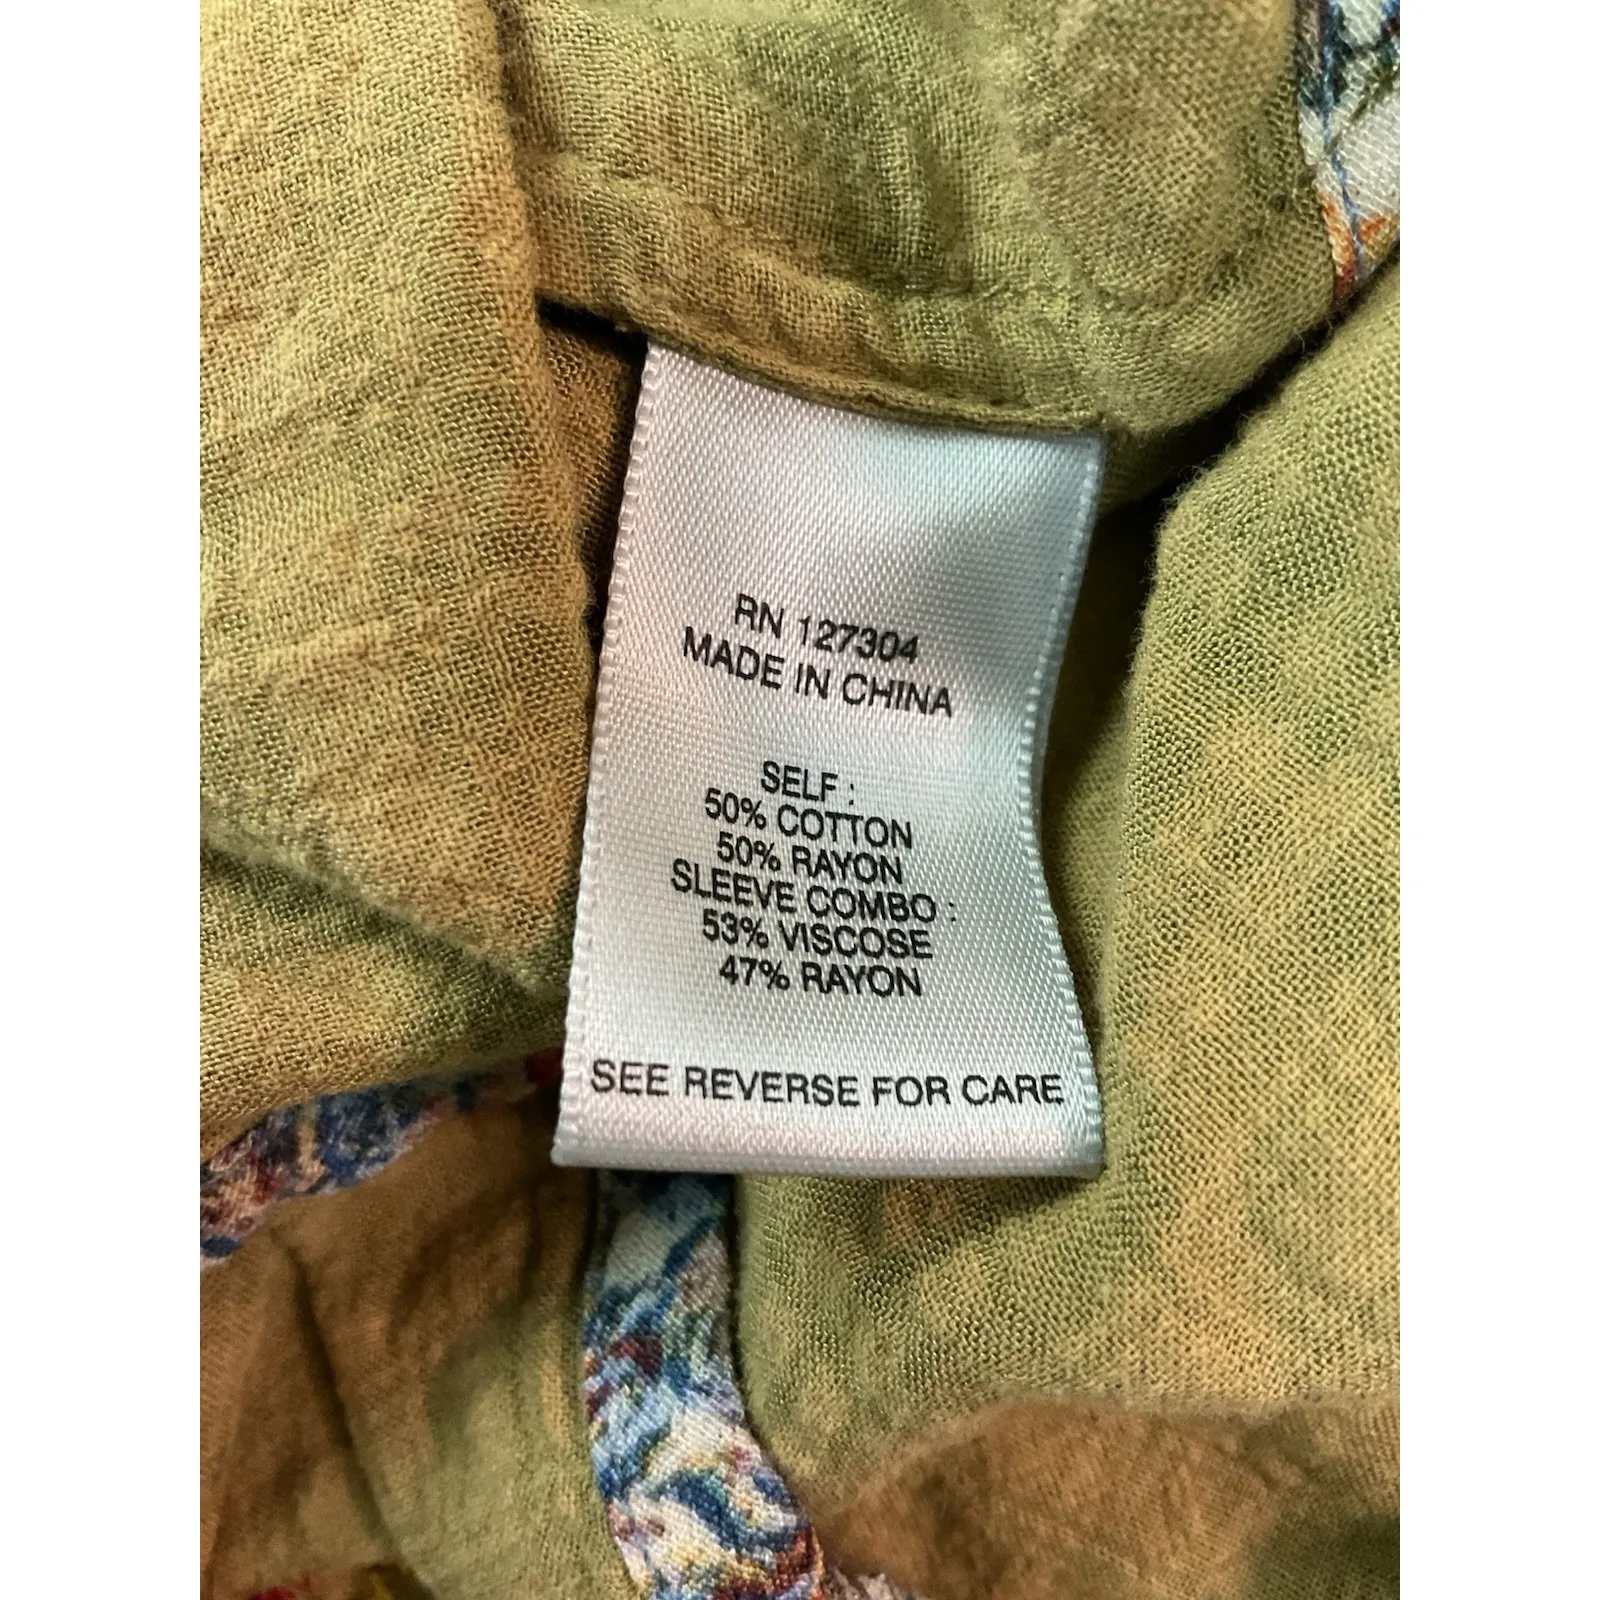 RN 127304
MADE IN CHINA
SELF :
50% COTTON
50% RAYON
SLEEVE COMBO :
53% VISCOSE
47% RAYON
SEE REVERSE FOR CARE